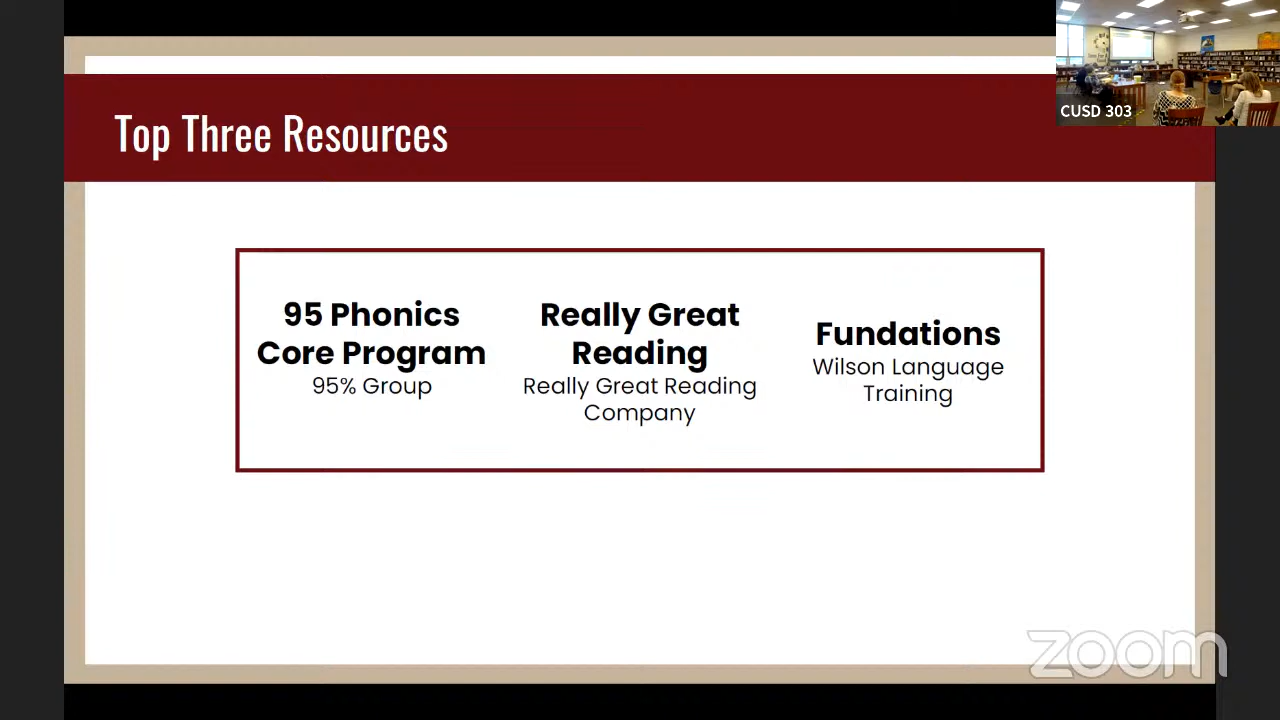 Top Three Resources
CUSD 303
95 Phonics
Core Program
95% Group
Really Great
Reading
Really Great Reading
Company
Fundations
Wilson Language
Training
zoom